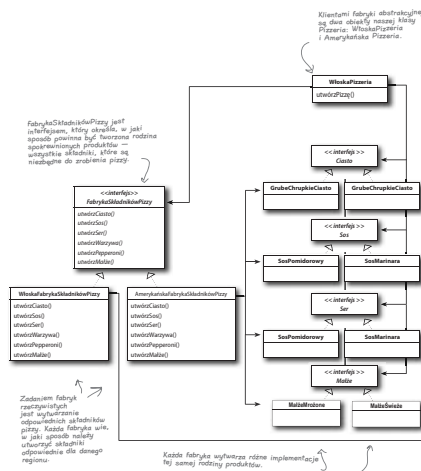 Klientami fabryki abstrakcyjnej
są dwa obiekty naszej klasy
Pizzeria: WłoskaPizzeria
i Amerykańska Pizzeria.
WłoskaPizzeria
utwórzPizzę()
FabrykaSkładnikówPizzy jest
interfejsem, który określa, w jaki
sposób powinna być tworzona rodzina
spokrewnionych produktów —
wszystkie składniki, które są
niezbędne do zrobienia pizzy.
<<interfejs>>
FabrykaSkładnikówPizzy
utwórzCiasto()
utwórzSos()
utwórzSer()
utwórzWarzywa()
utwórzPepperoni()
utwórzMałże()
<<interfejs >>
Ciasto
GrubeChrupkieCiasto
GrubeChrupkieCiasto
<<interfejs >>
Sos
SosPomidorowy
SosMarinara
<<interfejs >>
Ser
SosPomidorowy
SosMarinara
<<interfejs >>
Małże
MałżeMrożone
MałżeŚwieże
WłoskaFabrykaSkładnikówPizzy
utwórzCiasto()
utwórzSos()
utwórzSer()
utwórzWarzywa()
utwórzPepperoni()
utwórzMałże()
AmerykańskaFabrykaSkładnikówPizzy
utwórzCiasto()
utwórzSos()
utwórzSer()
utwórzWarzywa()
utwórzPepperoni()
utwórzMałże()
Zadaniem fabryk
rzeczywistych
jest wytwarzanie
odpowiednich składników
pizzy. Każda fabryka wie,
w jaki sposób należy
utworzyć składniki
odpowiednie dla danego
regionu.
Każda fabryka wytwarza różne implementacje
tej samej rodziny produktów.